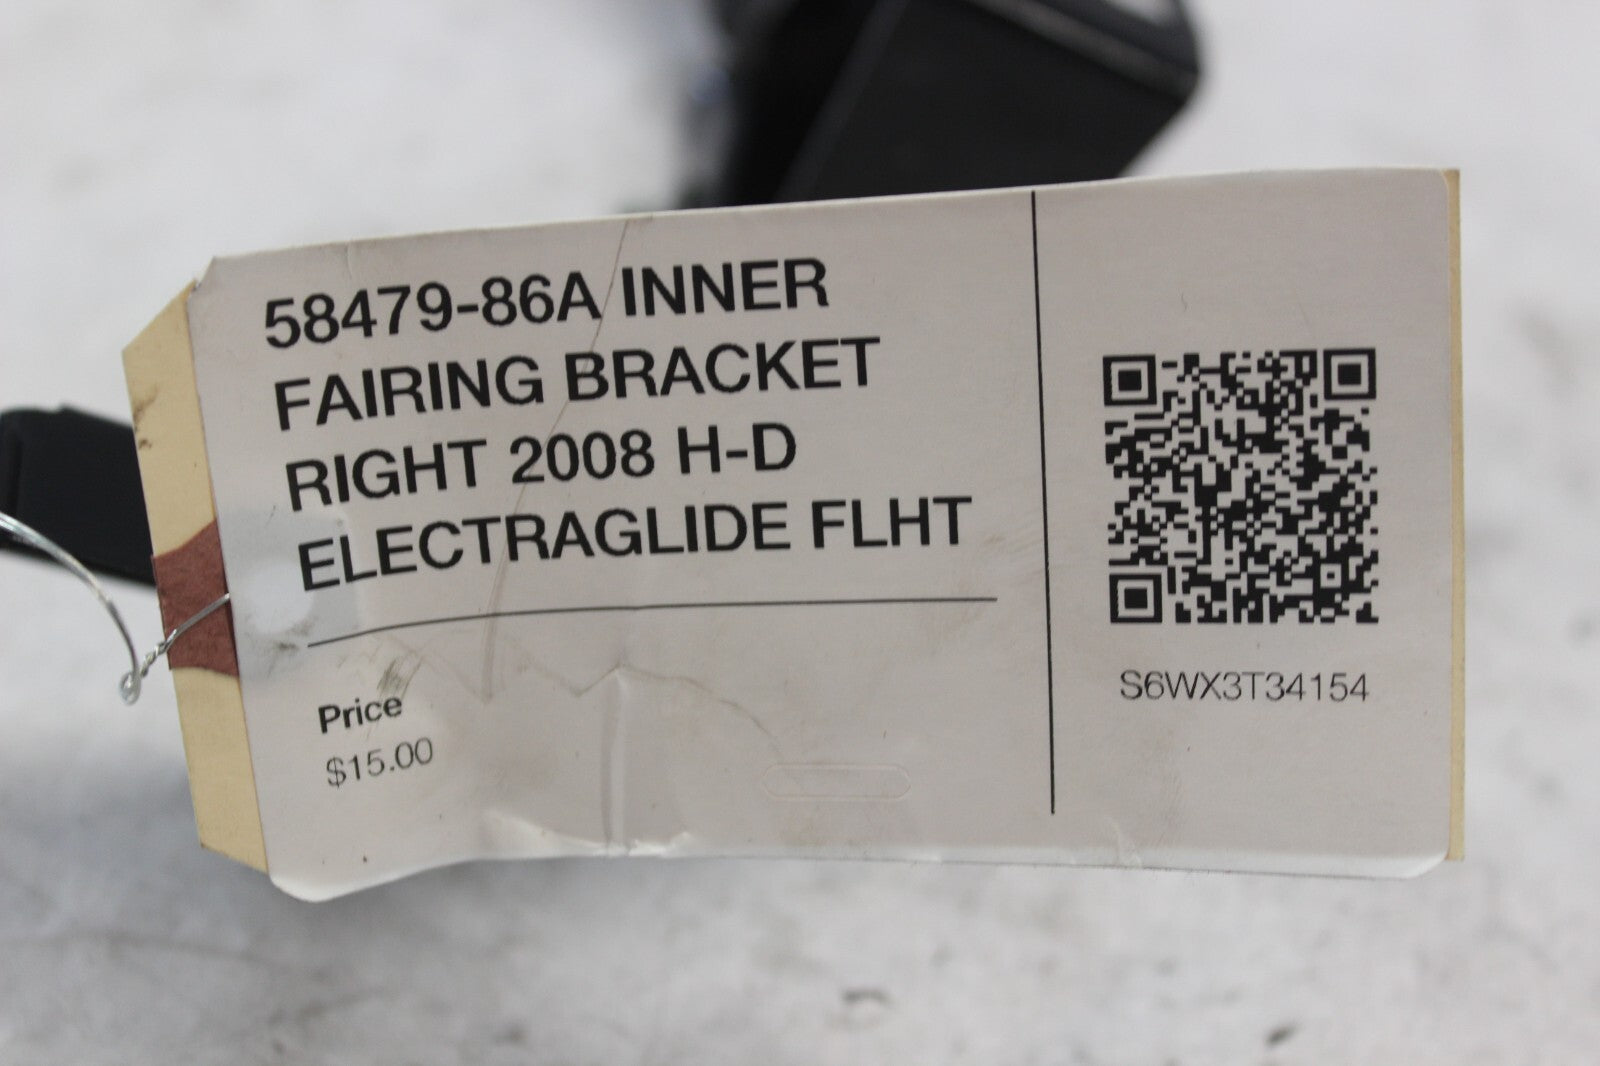 58479-86A INNER
FAIRING BRACKET
RIGHT 2008 H-D
ELECTRAGLIDE FLHT
Price
$15.00
S6WX3T34154